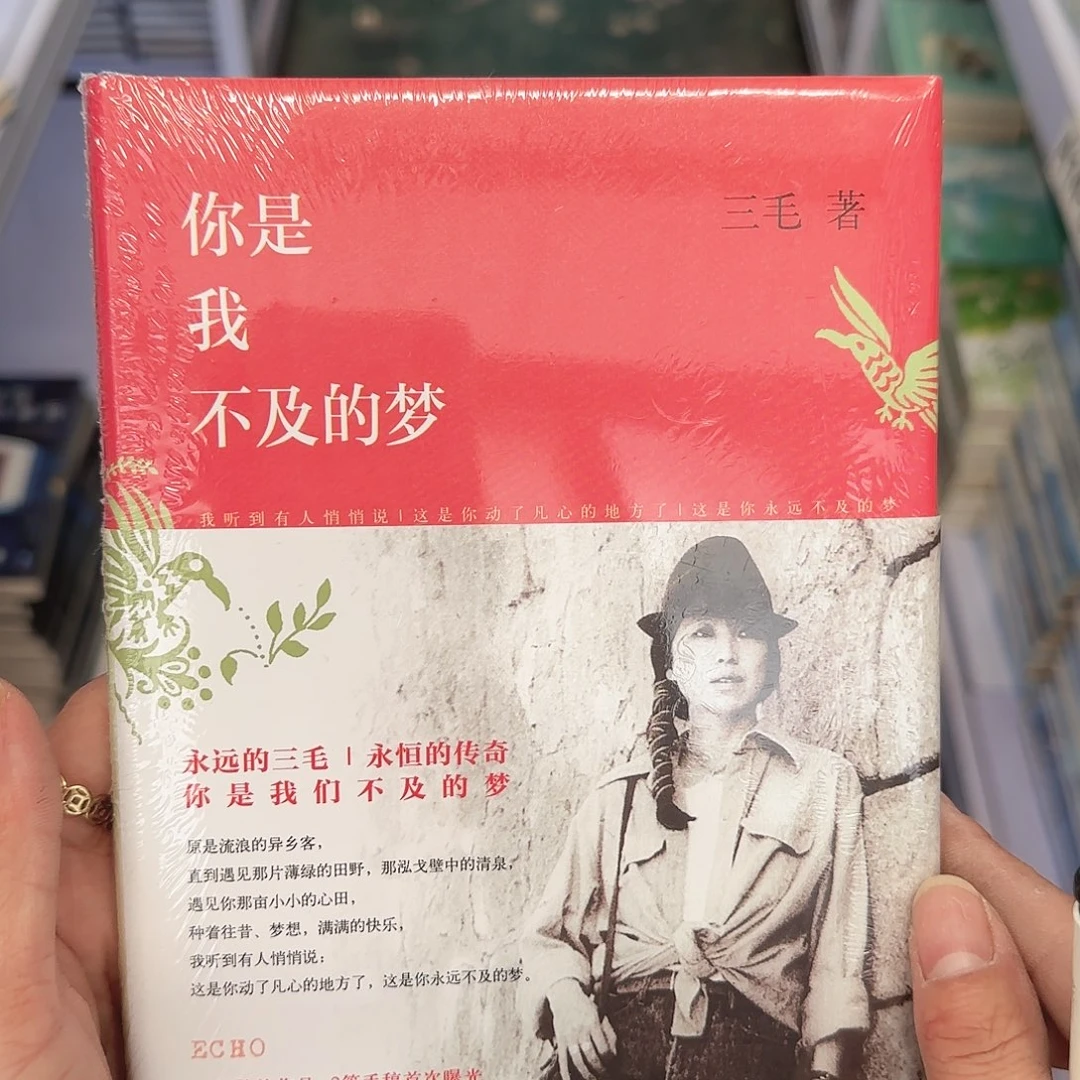 你是
我
不及的梦
三毛 著
我听到有人悄悄说|这是你动了凡心的地方了|这是你永远不及的梦
永远的三毛|永恒的传奇
你是我们不及的梦
原是流浪的异乡客，
直到遇见那片薄绿的田野，那泓戈壁中的清泉，
遇见你那亩小小的心田，
种着往昔、梦想，满满的快乐，
我听到有人悄悄说：
这是你动了凡心的地方了，这是你永远不及的梦。
ECHO
手稿首次曝光